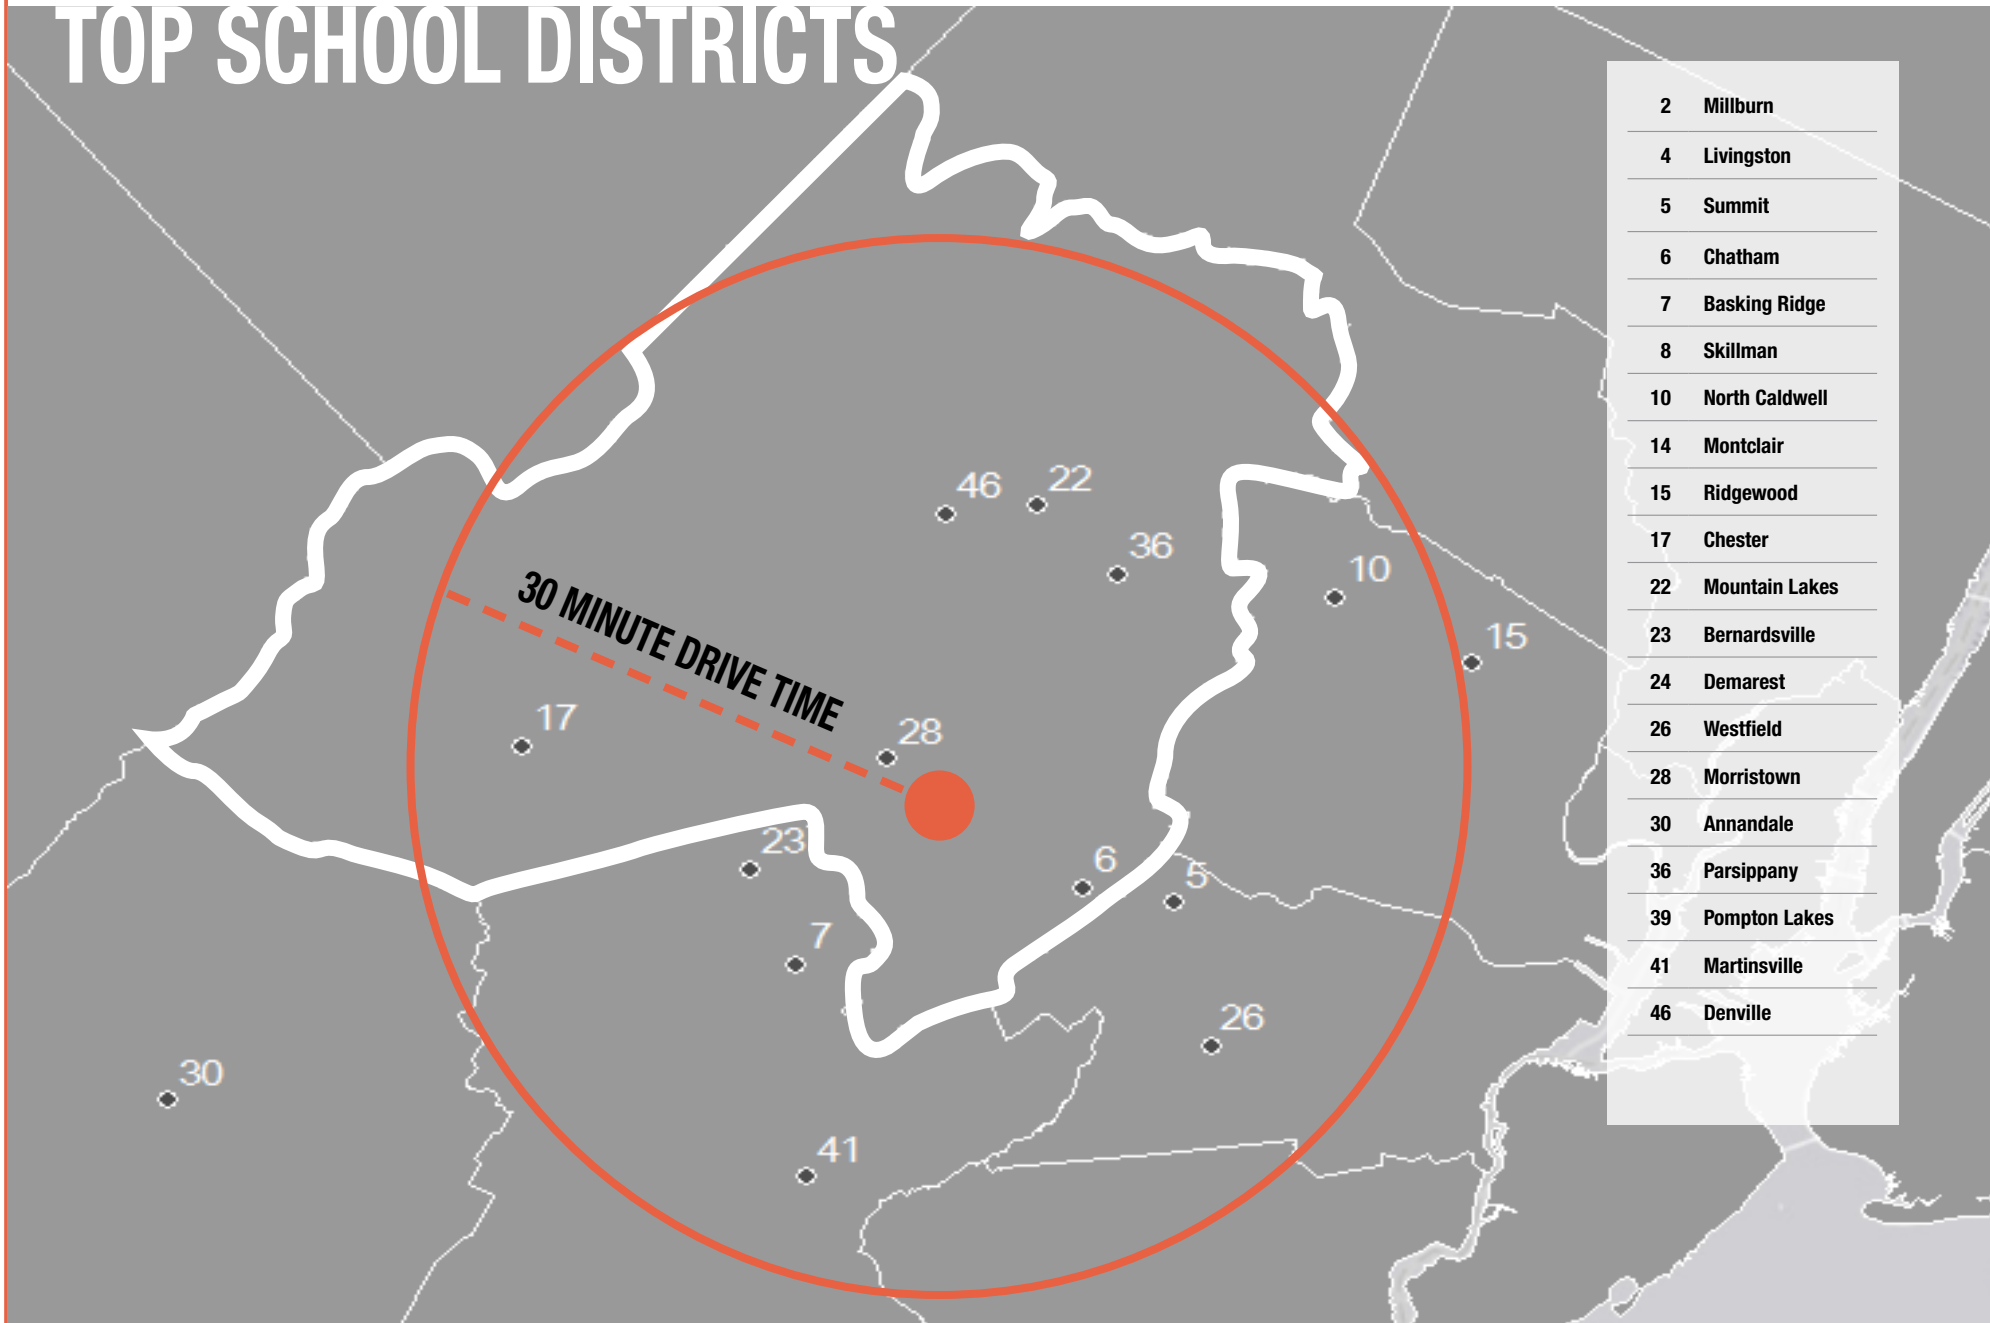 TOP SCHOOL DISTRICTS
2 Millburn
4 Livingston
5 Summit
6 Chatham
7 Basking Ridge
8 Skillman
10 North Caldwell
14 Montclair
15 Ridgewood
17 Chester
22 Mountain Lakes
23 Bernardsville
24 Demarest
26 Westfield
28 Morristown
30 Annandale
36 Parsippany
39 Pompton Lakes
41 Martinsville
46 Denville
46
22
36
10
30 MINUTE DRIVE TIME
15
17
28
23
6
5
7
26
30
41